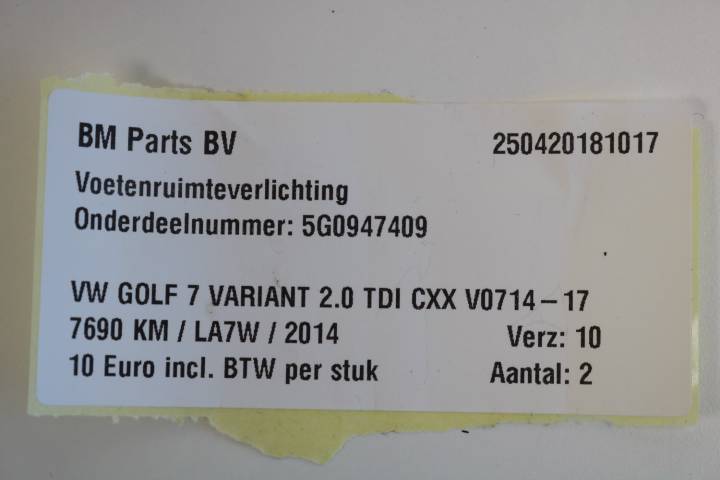 BM Parts BV 250420181017
Voetenruimteverlichting
Onderdeelnummer: 5G0947409
VW GOLF 7 VARIANT 2.0 TDI CXX V0714-17
7690 KM / LA7W / 2014 Verz: 10
10 Euro incl. BTW per stuk Aantal: 2